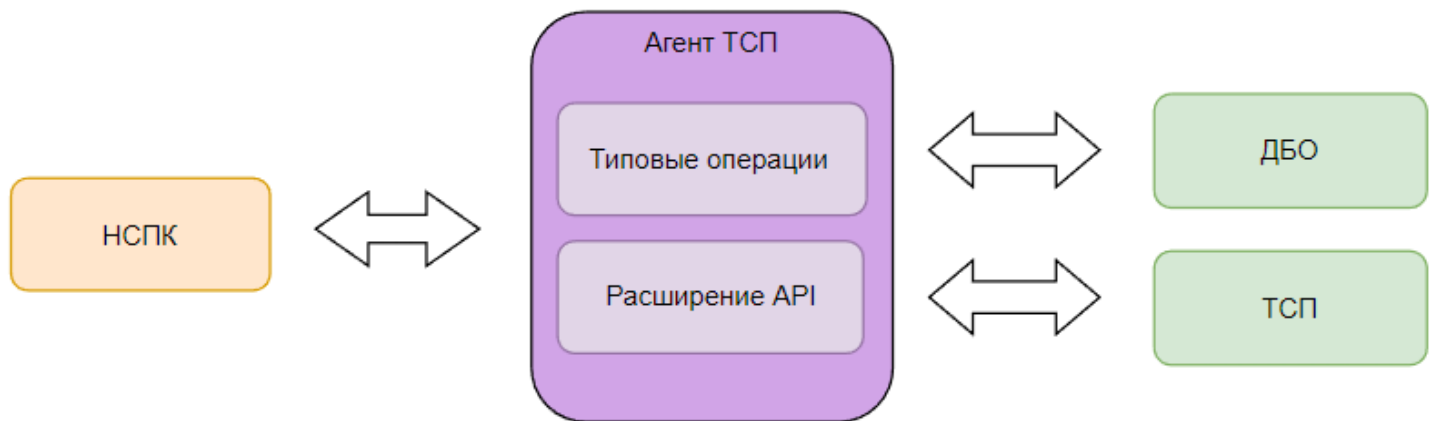 Агент ТСП
Типовые операции
ДБО
НСПК
Расширение API
ТСП